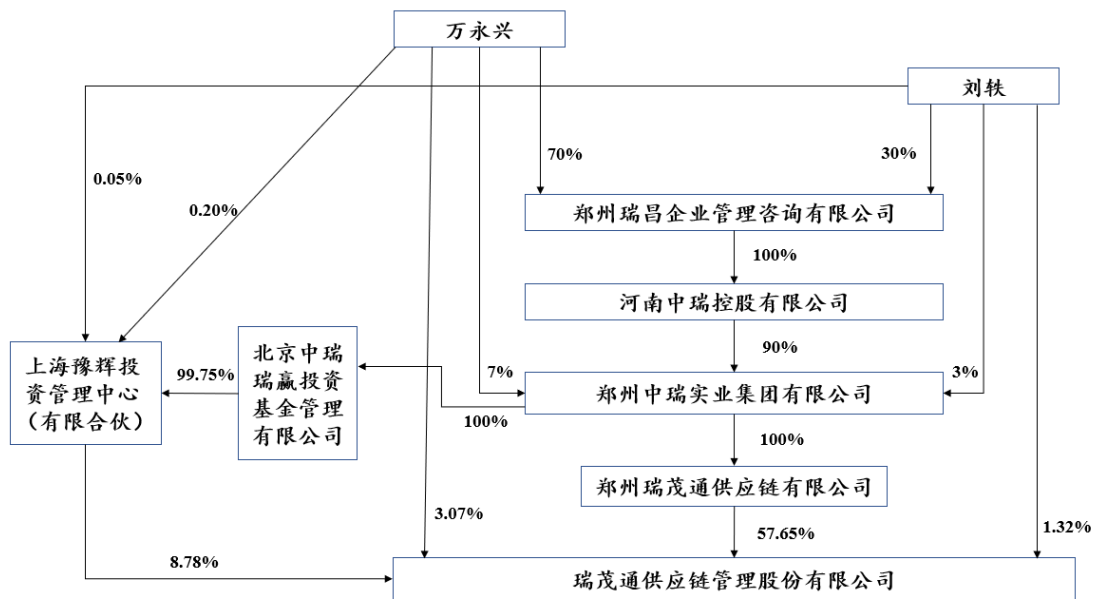 万永兴
刘轶
70%
30%
0.05%
0.20%
郑州瑞昌企业管理咨询有限公司
100%
河南中瑞控股有限公司
90%
上海豫辉投
资管理中心
（有限合伙）
99.75%
北京中瑞
瑞赢投资
基金管理
有限公司
7%
3%
郑州中瑞实业集团有限公司
100%
100%
郑州瑞茂通供应链有限公司
3.07%
57.65%
1.32%
8.78%
瑞茂通供应链管理股份有限公司